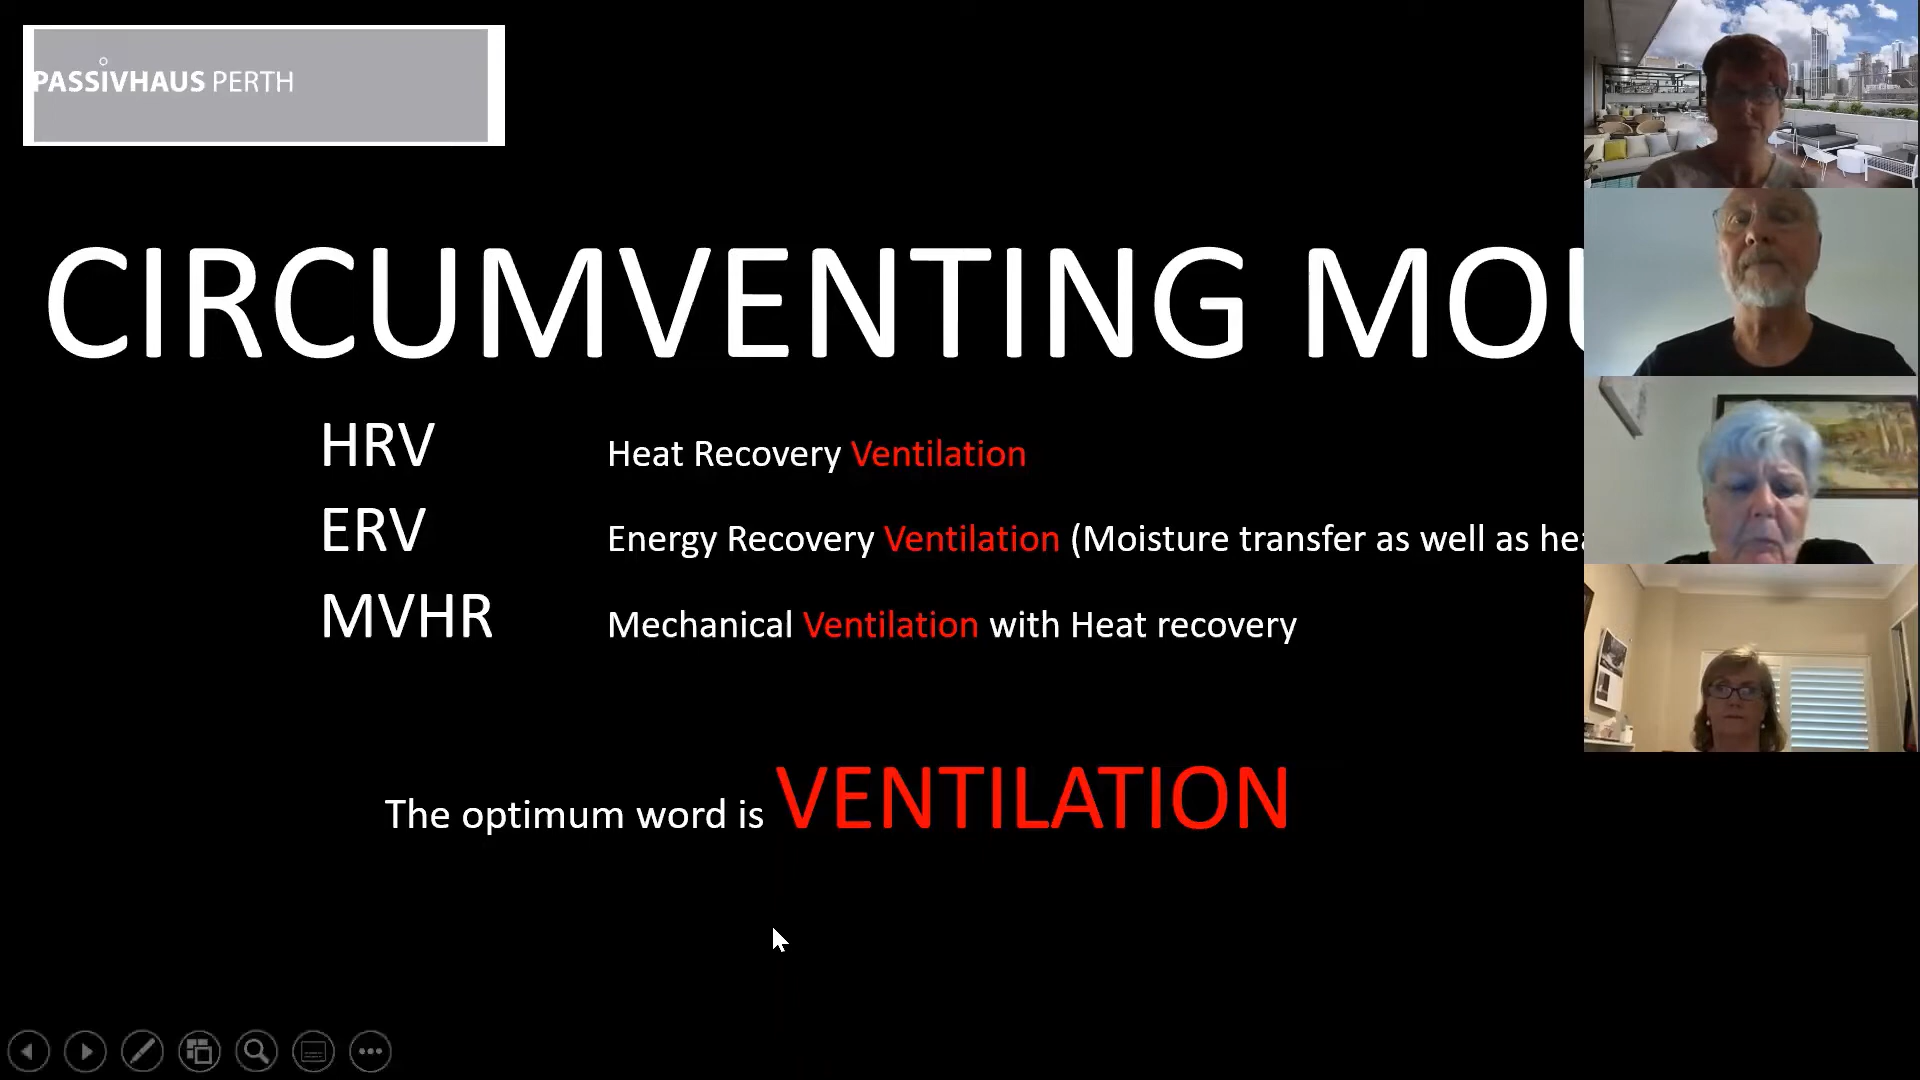 PASSIVHAUS PERTH
CIRCUMVENTING MOU
HRV Heat Recovery Ventilation
ERV Energy Recovery Ventilation (Moisture transfer as well as hea
MVHR Mechanical Ventilation with Heat recovery
The optimum word is VENTILATION